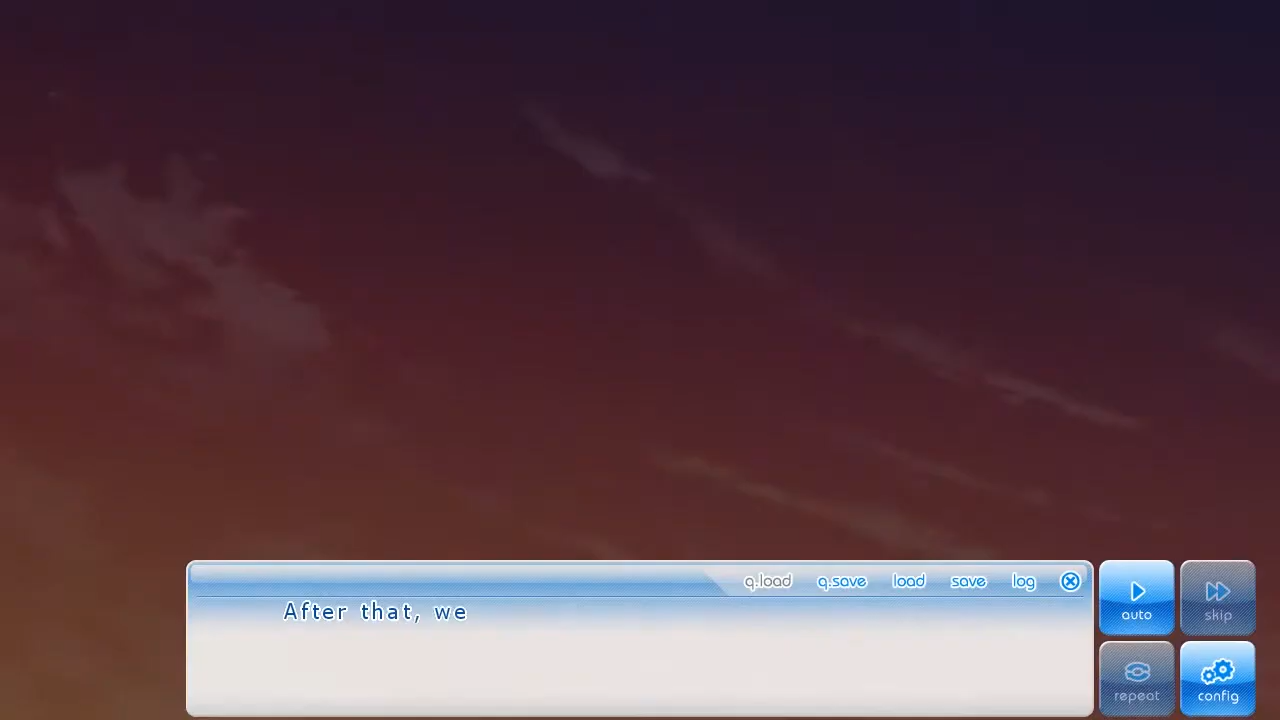 q.load q.save load save log
After that, we
auto
skip
repeat
config